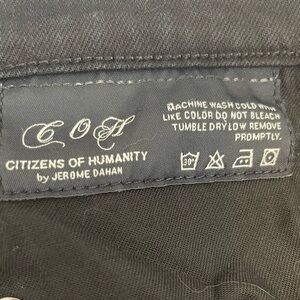 C O H
CITIZENS OF HUMANITY
by JEROME DAHAN
MACHINE WASH COLD WITH
LIKE COLOR DO NOT BLEACH
TUMBLE DRY LOW REMOVE
PROMPTLY.
30°